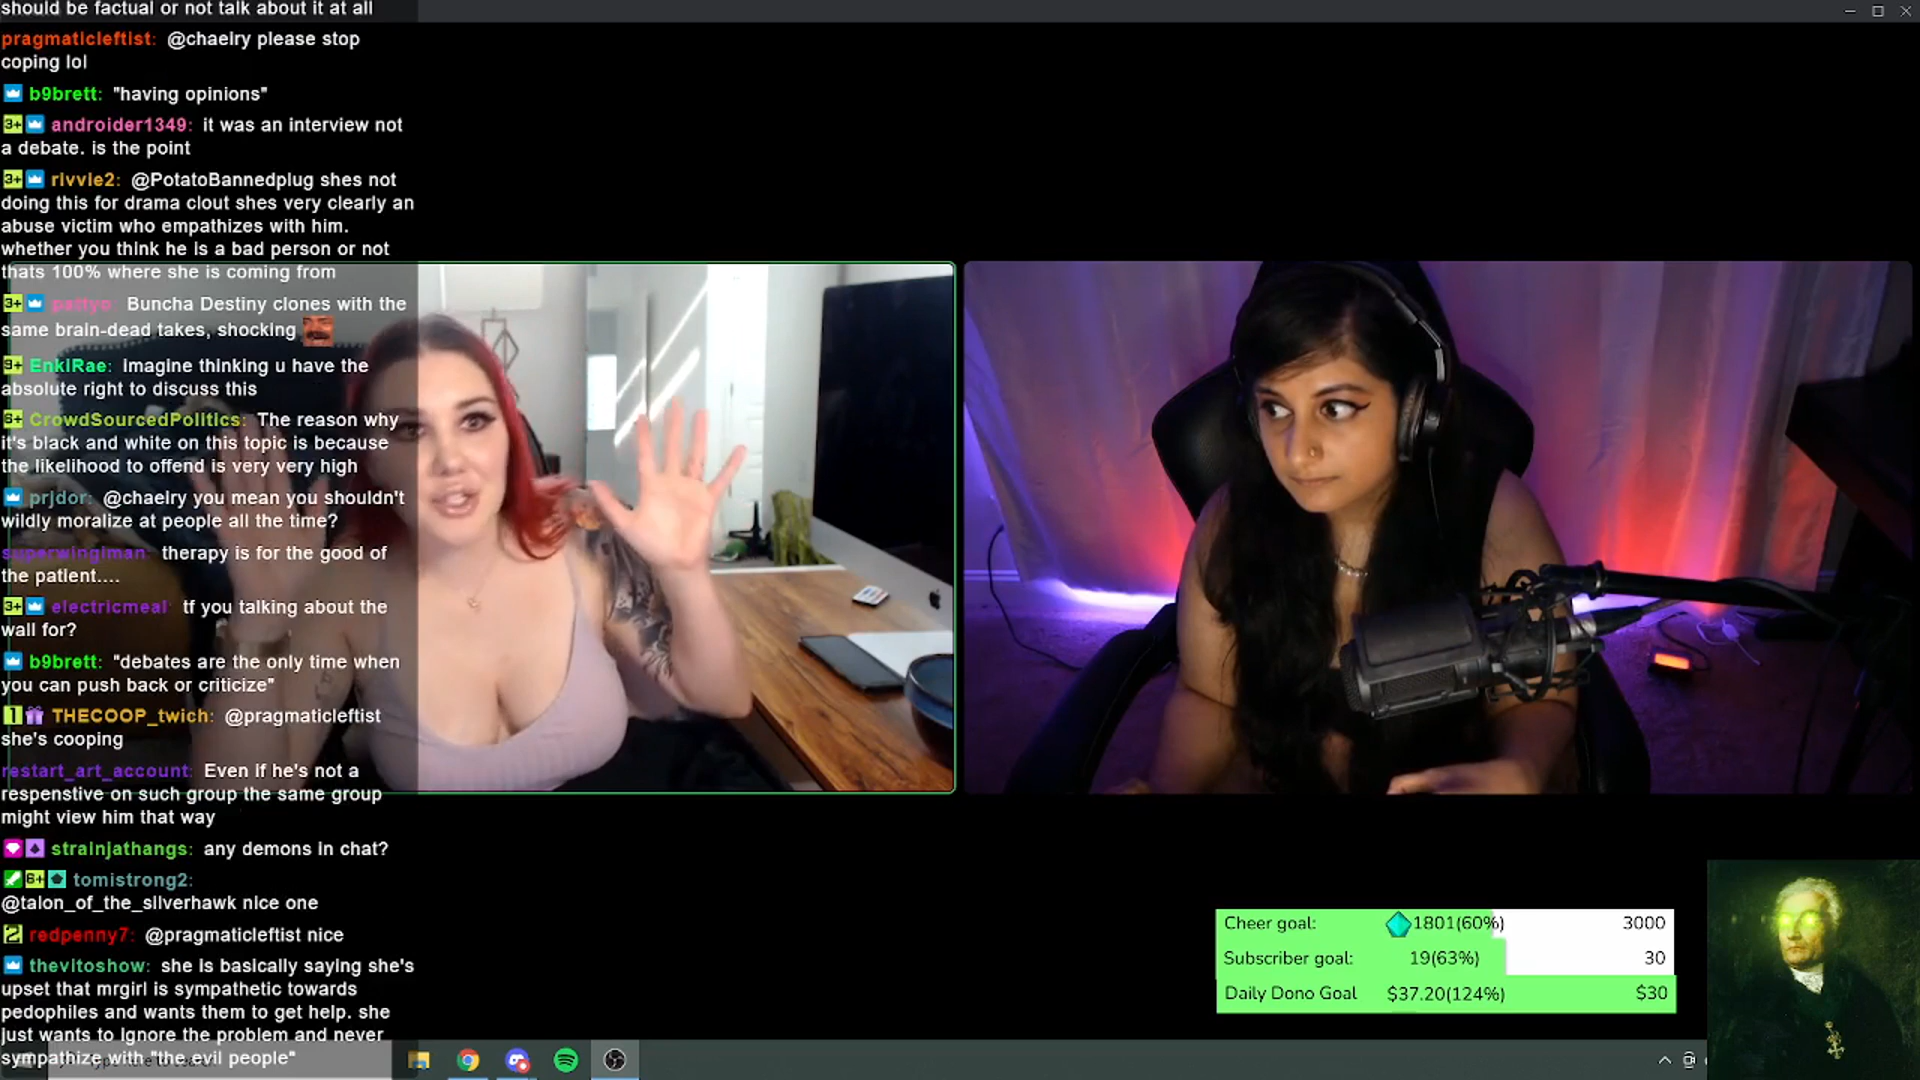 should be factual or not talk about it at all
pragmaticleftist: @chaelry please stop
coping lol
b9brett: "having opinions"
3+ androider1349: it was an interview not
a debate. is the point
3+ rivvie2: @PotatoBannedplug shes not
doing this for drama clout shes very clearly an
abuse victim who empathizes with him.
whether you think he is a bad person or not
thats 100% where she is coming from
3+ pattyo: Buncha Destiny clones with the
same brain-dead takes, shocking
3+ EnkiRae: imagine thinking u have the
absolute right to discuss this
6+ CrowdSourcedPolitics: The reason why
it's black and white on this topic is because
the likelihood to offend is very very high
prjdor: @chaelry you mean you shouldn't
wildly moralize at people all the time?
superwingiman: therapy is for the good of
the patient....
3+ electricmeal: tf you talking about the
wall for?
b9brett: "debates are the only time when
you can push back or criticize"
1 THECOOP_twich: @pragmaticleftist
she's cooping
restart_art_account: Even if he's not a
respenstive on such group the same group
might view him that way
strainjathangs: any demons in chat?
6+ tomistrong2:
@talon_of_the_silverhawk nice one
2 redpenny7: @pragmaticleftist nice
thevitoshow: she is basically saying she's
upset that mrgirl is sympathetic towards
pedophiles and wants them to get help. she
just wants to ignore the problem and never
sympathize with "the evil people"
Cheer goal: 1801(60%) 3000
Subscriber goal: 19(63%) 30
Daily Dono Goal $37.20(124%) $30